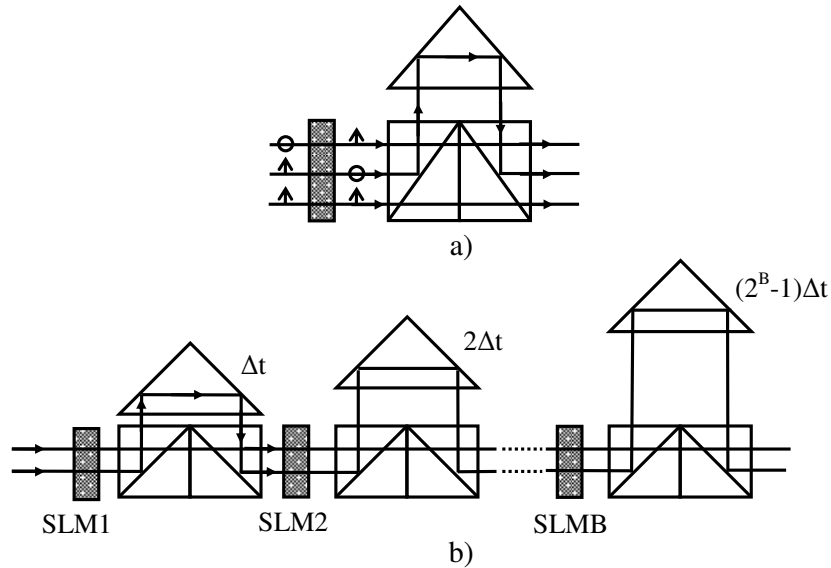 a)
Δt
2Δt
(2^B-1)Δt
SLM1
SLM2
SLMB
b)